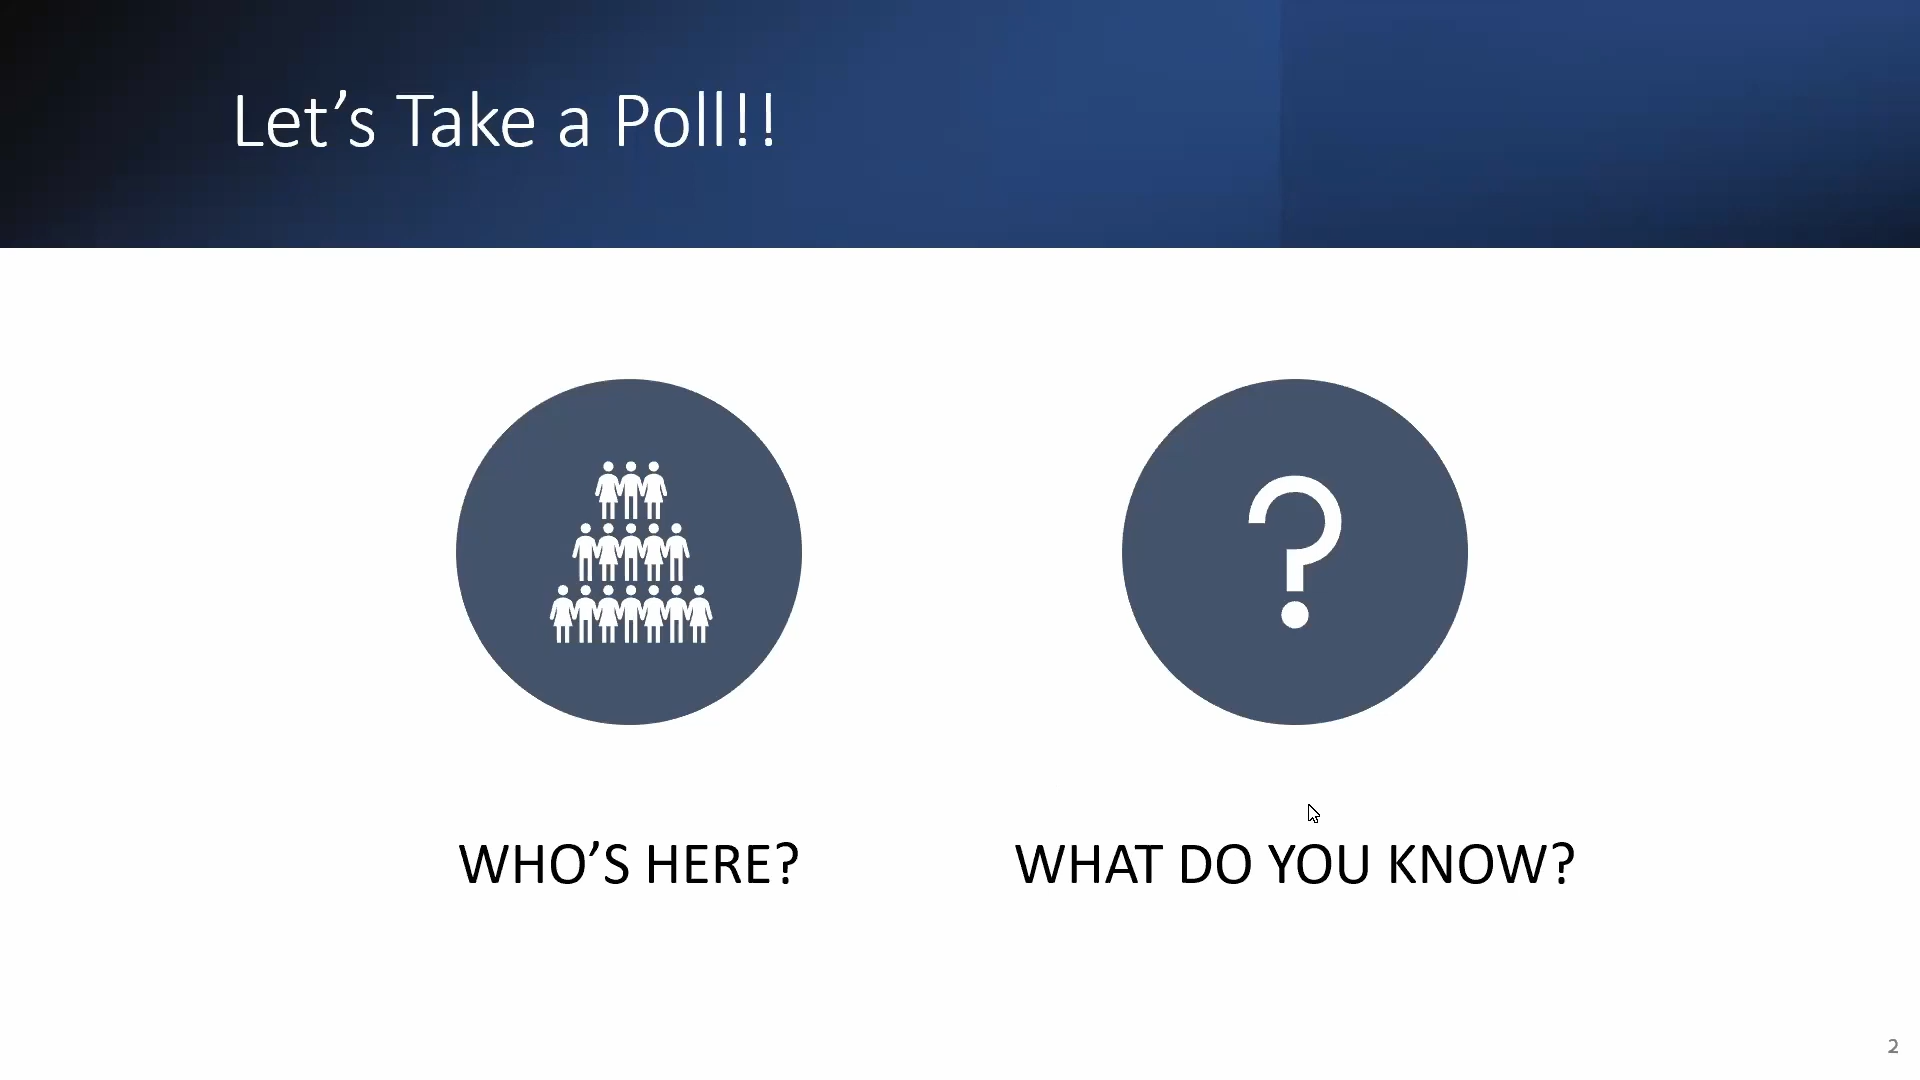 Let’s Take a Poll!!
?
WHO’S HERE?
WHAT DO YOU KNOW?
2